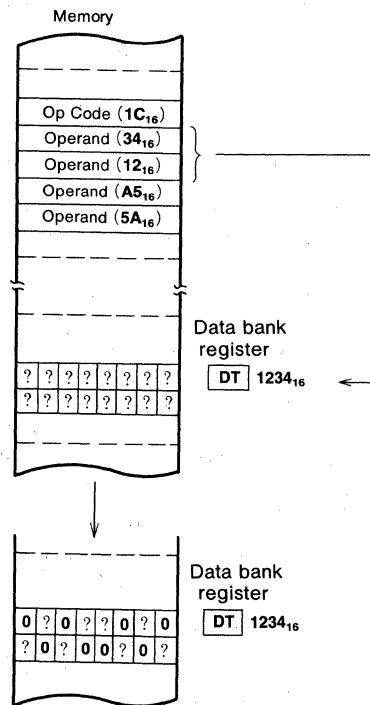 Memory
Op Code (1C₁₆)
Operand (34₁₆)
Operand (12₁₆)
Operand (A5₁₆)
Operand (5A₁₆)
Data bank
register
? ? ? ? ? ? ? ?
DT 1234₁₆
? ? ? ? ? ? ? ?
Data bank
register
0 ? 0 ? ? 0 ? 0
DT 1234₁₆
? 0 ? 0 0 ? 0 ?